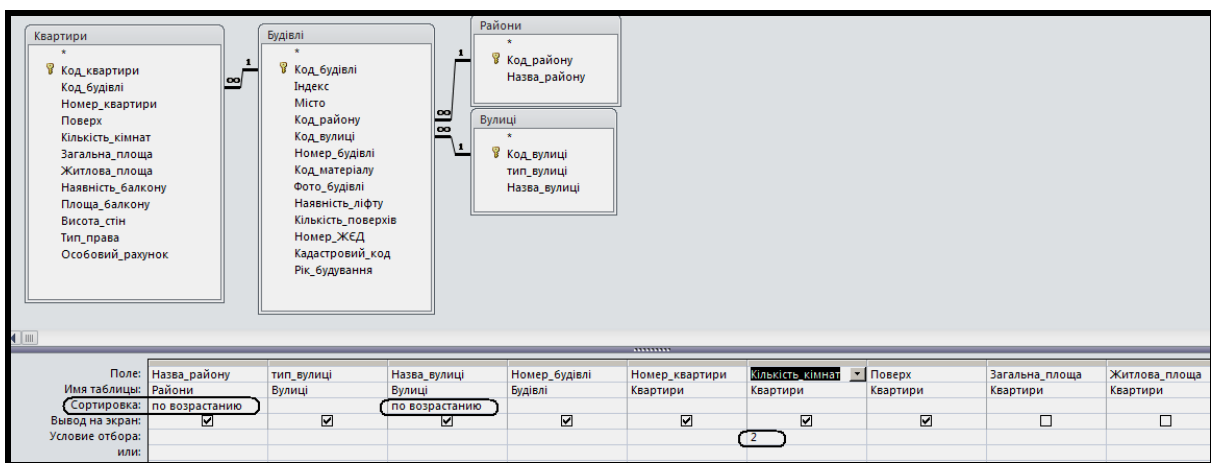 Квартири
*
Код_квартири
Код_будівлі
Номер_квартири
Поверх
Кількість_кімнат
Загальна_площа
Житлова_площа
Наявність_балкону
Площа_балкону
Висота_стін
Тип_права
Особовий_рахунок
1
∞
Будівлі
*
Код_будівлі
Індекс
Місто
Код_району
Код_вулиці
Номер_будівлі
Код_матеріалу
Фото_будівлі
Наявність_ліфту
Кількість_поверхів
Номер_ЖЄД
Кадастровий_код
Рік_будування
1
∞
∞
1
Райони
*
Код_району
Назва_району
Вулиці
*
Код_вулиці
тип_вулиці
Назва_вулиці
Поле: Назва_району тип_вулиці Назва_вулиці Номер_будівлі Номер_квартири Кількість_кімнат Поверх Загальна_площа Житлова_площа
Имя таблицы: Райони Вулиці Вулиці Будівлі Квартири Квартири Квартири Квартири Квартири
Сортировка: по возрастанию по возрастанию
Вывод на экран:
Условие отбора: 2
или: